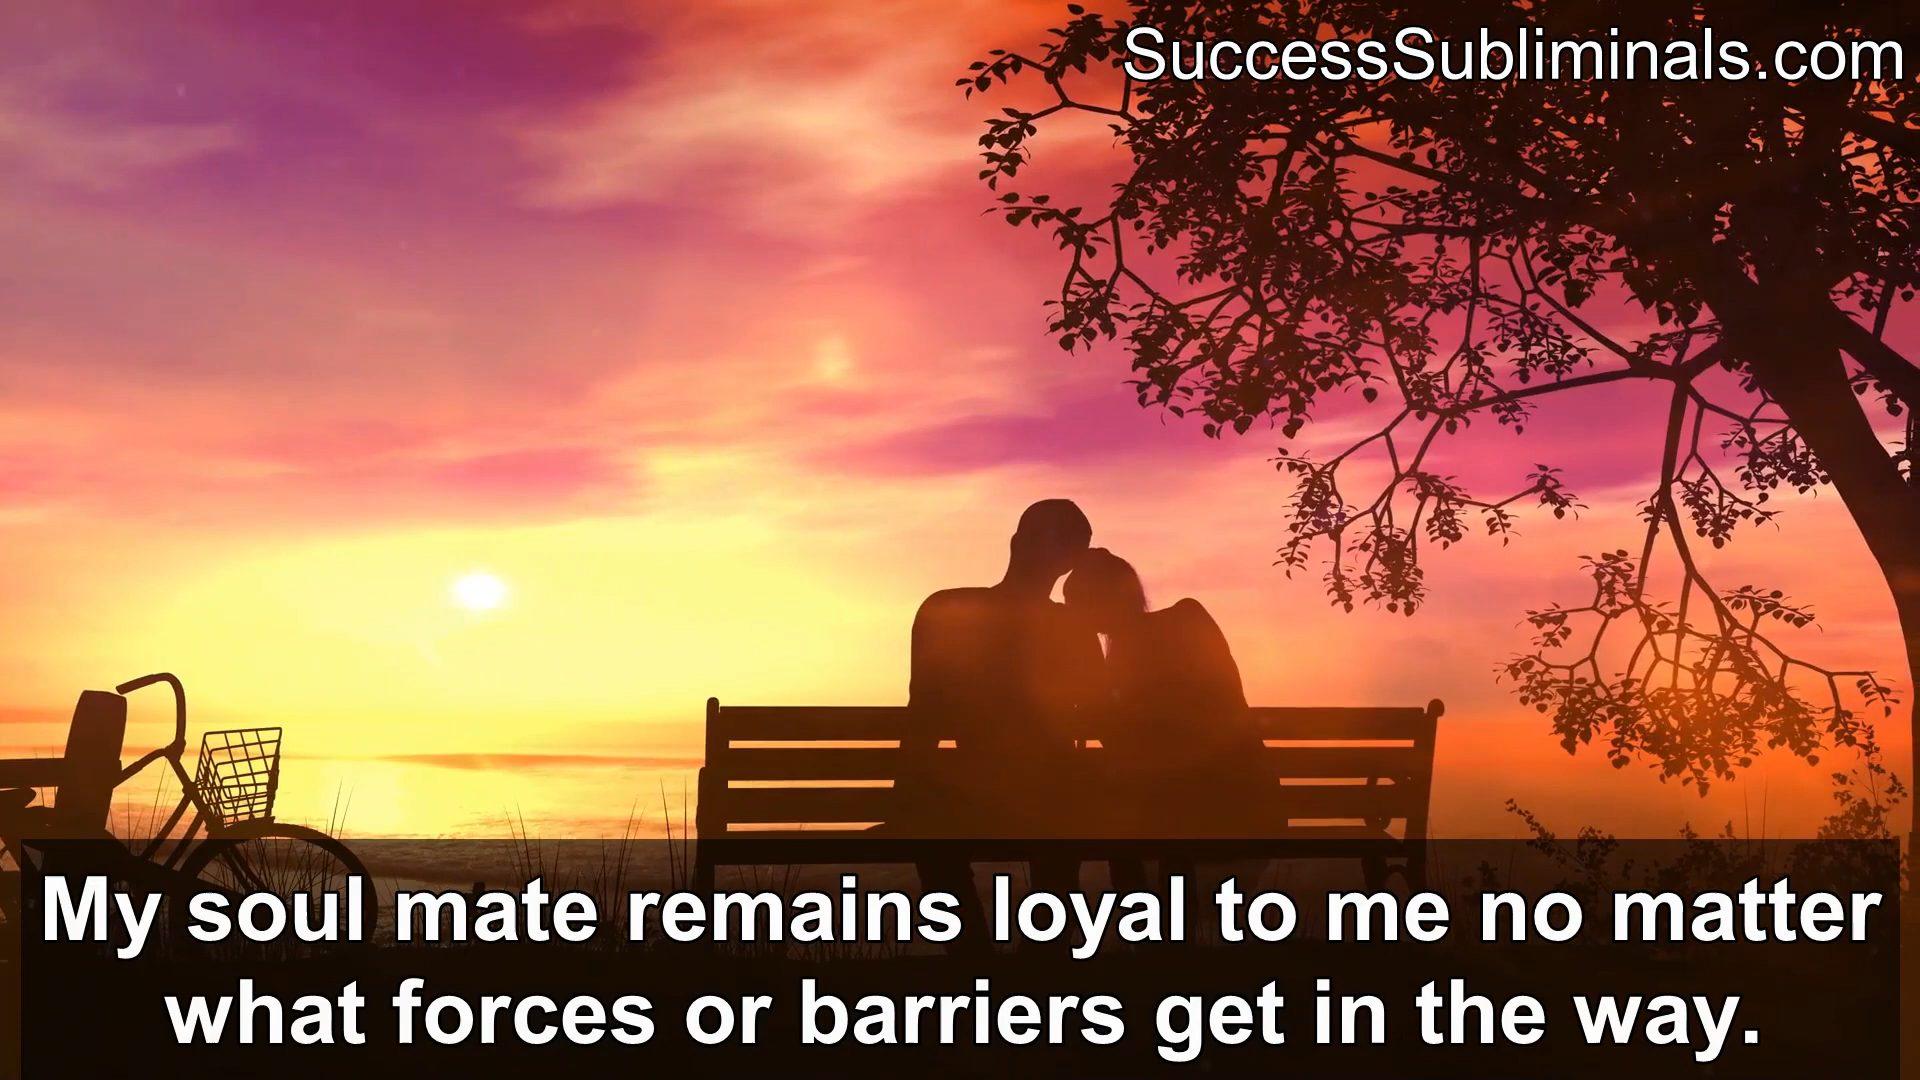 SuccessSubliminals.com
My soul mate remains loyal to me no matter
what forces or barriers get in the way.